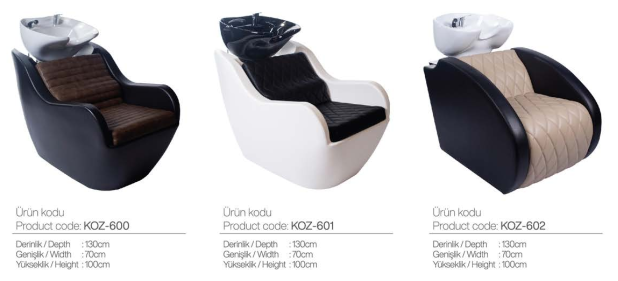 Ürün kodu
Product code: KOZ-600
Derinlik / Depth : 130cm
Genişlik / Width : 70cm
Yükseklik / Height : 100cm
Ürün kodu
Product code: KOZ-601
Derinlik / Depth : 130cm
Genişlik / Width : 70cm
Yükseklik / Height : 100cm
Ürün kodu
Product code: KOZ-602
Derinlik / Depth : 130cm
Genişlik / Width : 70cm
Yükseklik / Height : 100cm